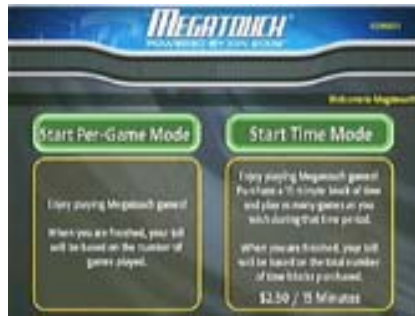 MEGATOUCH
POWERED BY
Welcome to Megatouch
Start Per-Game Mode
Start Time Mode
Enjoy playing Megatouch games!
When you are finished, your bill
will be based on the number of
games played.
Enjoy playing Megatouch games!
Purchase a 15 minute block of time
and play as many games as you
wish during that time period.
When you are finished, your bill
will be based on the total number
of time blocks purchased.
$2.50 / 15 Minutes